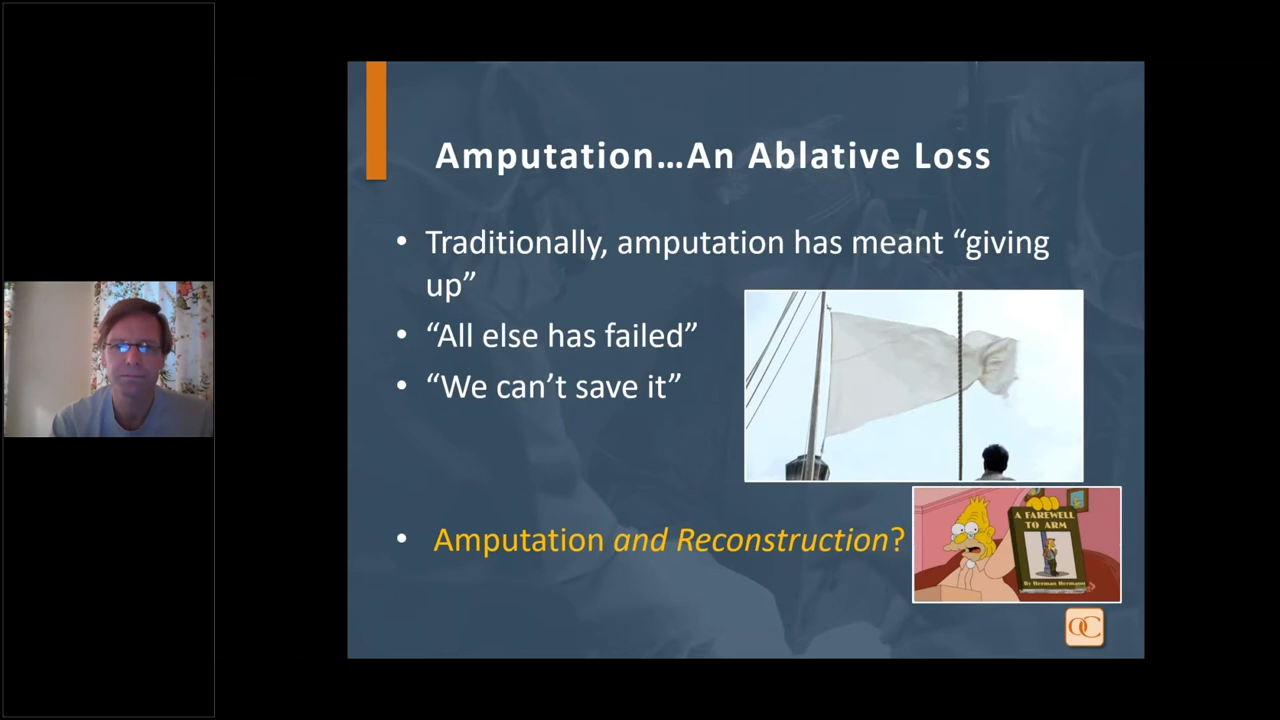 Amputation…An Ablative Loss
• Traditionally, amputation has meant “giving
up”
• “All else has failed”
• “We can’t save it”
• Amputation and Reconstruction?
A FAREWELL
TO ARM
By Herman Hermann
OC